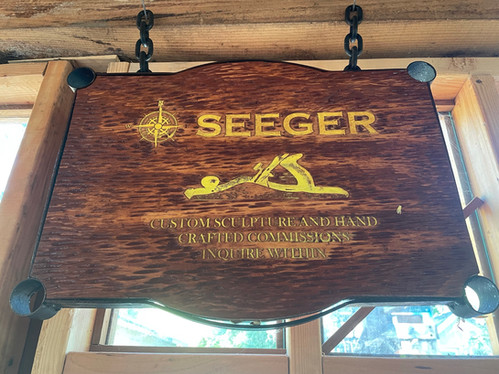 SEEGER
CUSTOM SCULPTURE AND HAND
CRAFTED COMMISSIONS
INQUIRE WITHIN